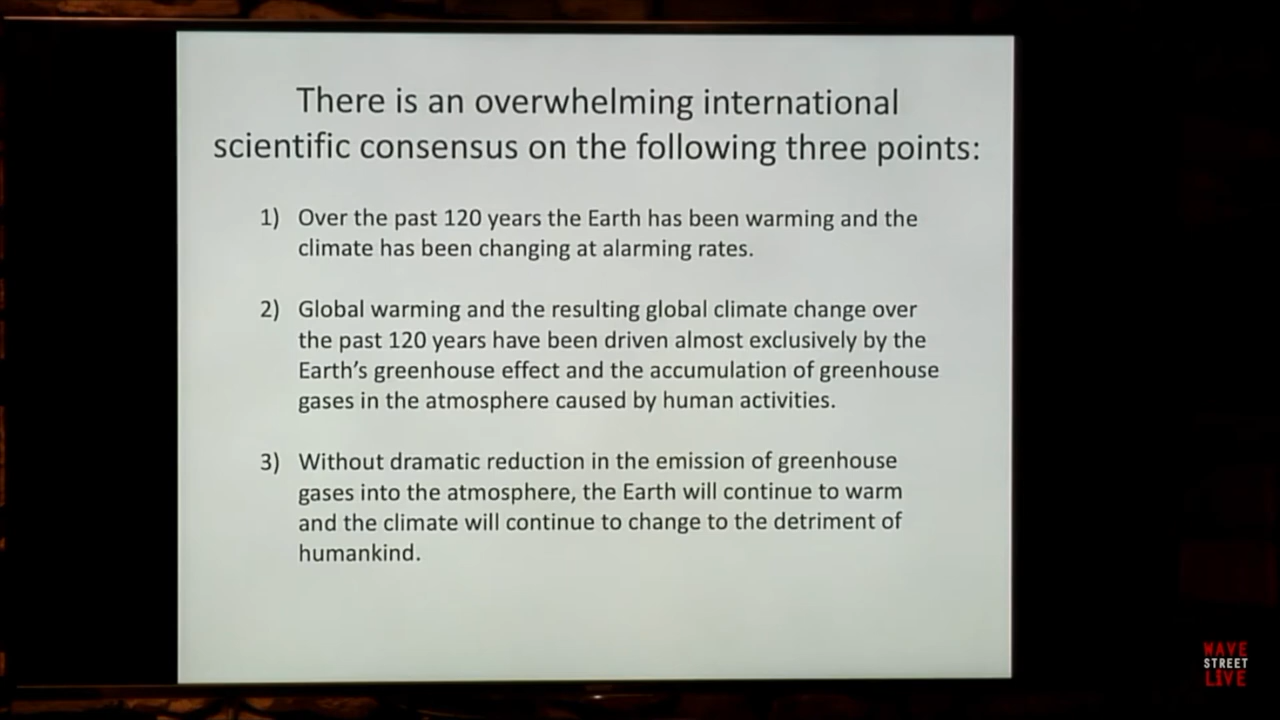 There is an overwhelming international
scientific consensus on the following three points:
1) Over the past 120 years the Earth has been warming and the
climate has been changing at alarming rates.
2) Global warming and the resulting global climate change over
the past 120 years have been driven almost exclusively by the
Earth's greenhouse effect and the accumulation of greenhouse
gases in the atmosphere caused by human activities.
3) Without dramatic reduction in the emission of greenhouse
gases into the atmosphere, the Earth will continue to warm
and the climate will continue to change to the detriment of
humankind.
WAVE
STREET
LIVE